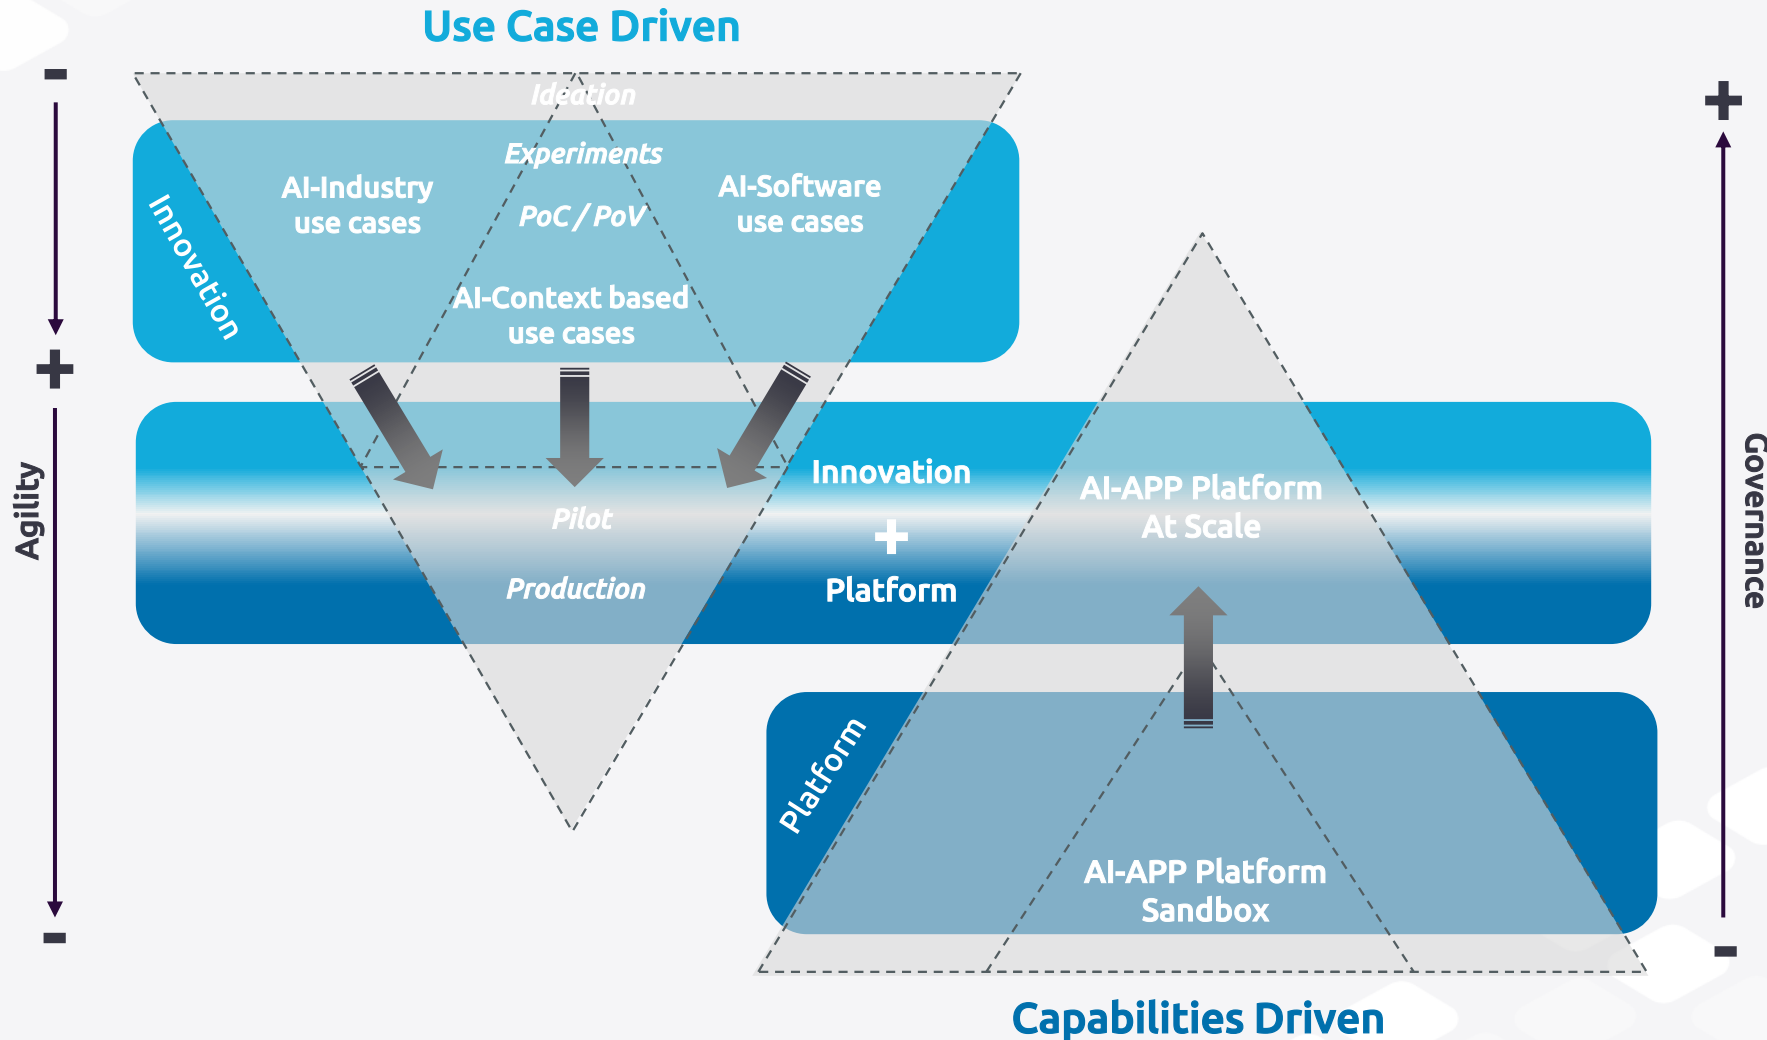 Use Case Driven
-
+
Ideation
Experiments
AI-Industry
use cases
AI-Software
use cases
PoC / PoV
Innovation
AI-Context based
use cases
+
Agility
Governance
Innovation
+
Platform
AI-APP Platform
At Scale
Pilot
Production
Platform
AI-APP Platform
Sandbox
-
-
Capabilities Driven